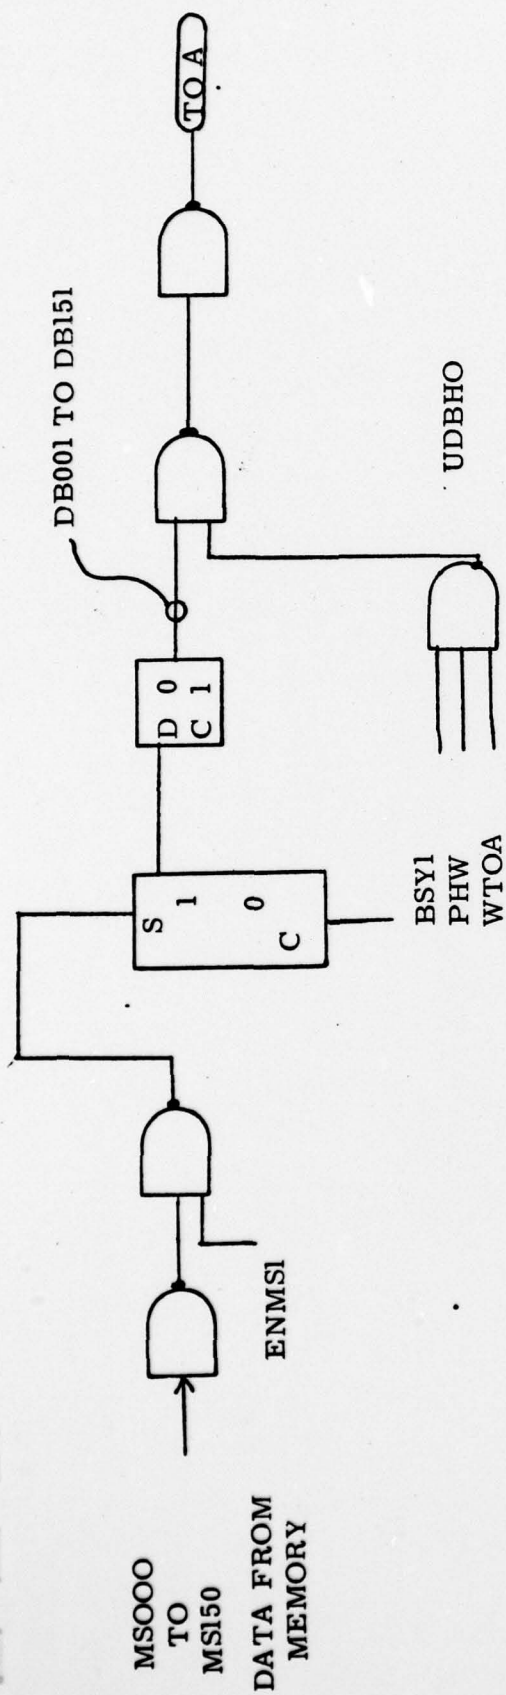 MSOOO
TO
MS150
DATA FROM
MEMORY
ENMS1
S
1
0
C
D 0
C 1
DB001 TO DB151
BSY1
PHW
WTOA
UDBHO
TO A